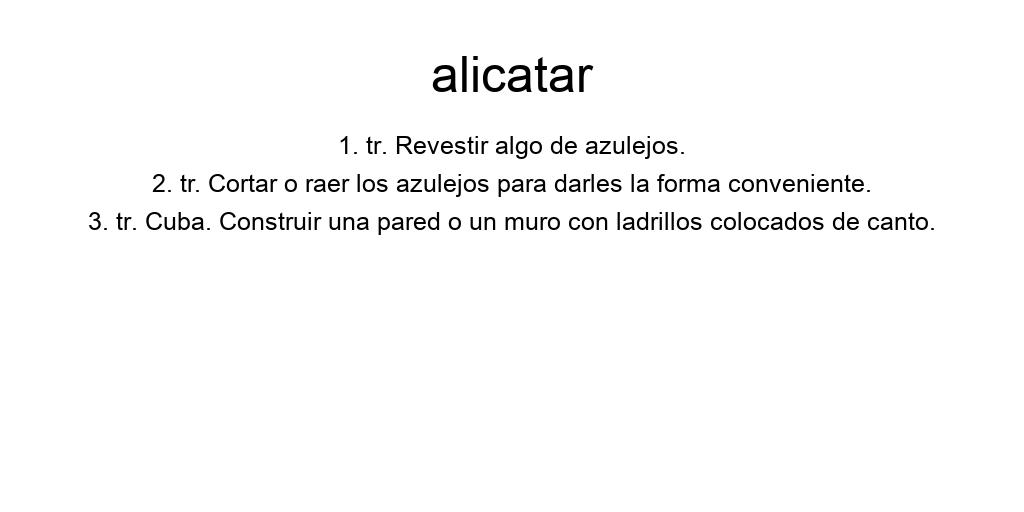 alicatar
1. tr. Revestir algo de azulejos.
2. tr. Cortar o raer los azulejos para darles la forma conveniente.
3. tr. Cuba. Construir una pared o un muro con ladrillos colocados de canto.